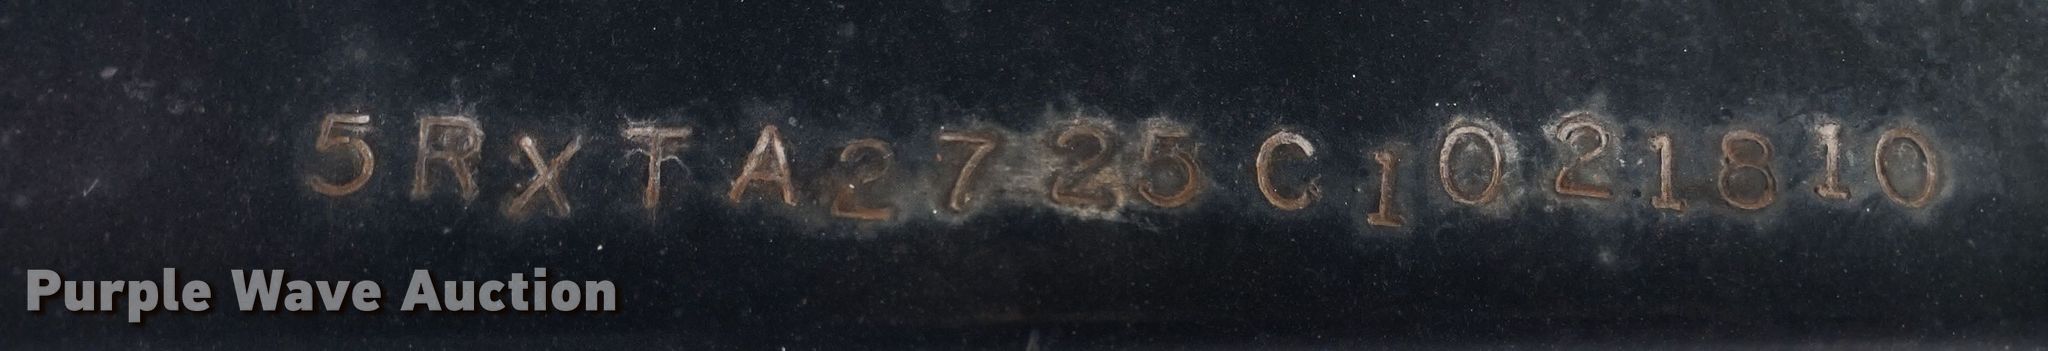 5RXTA2725C1021810
Purple Wave Auction